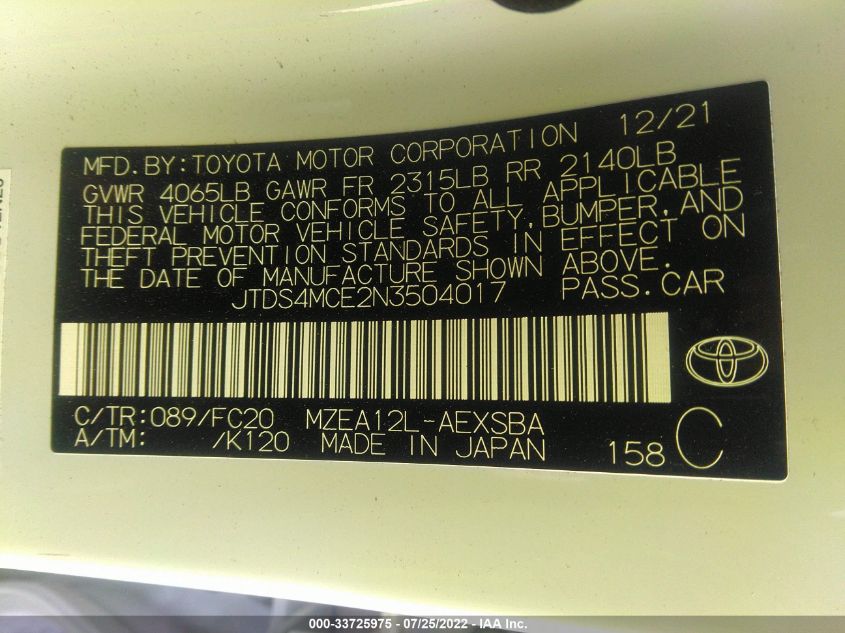 MFD.BY:TOYOTA MOTOR CORPORATION 12/21
GVWR 4065LB GAWR FR 2315LB RR 2140LB
THIS VEHICLE CONFORMS TO ALL APPLICABLE
FEDERAL MOTOR VEHICLE SAFETY,BUMPER,AND
THEFT PREVENTION STANDARDS IN EFFECT ON
THE DATE OF MANUFACTURE SHOWN ABOVE.
JTDS4MCE2N3504017 PASS.CAR
C/TR:089/FC20 MZEA12L-AEXSBA
A/TM: /K120 MADE IN JAPAN 158 C
000-33725975 - 07/25/2022 - IAA Inc.